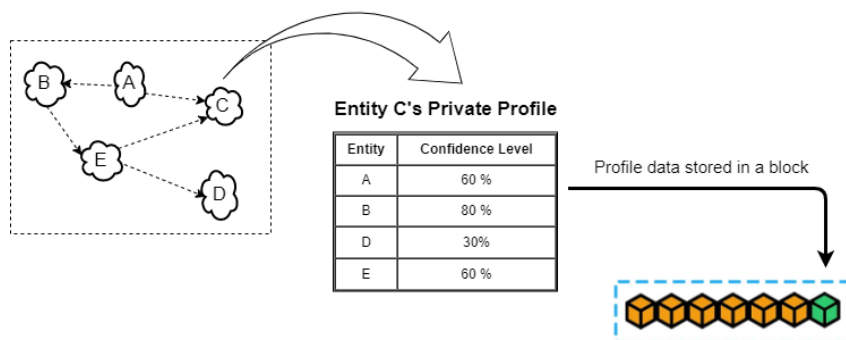 B
A
C
E
D
Entity C's Private Profile
Entity Confidence Level
A 60 %
B 80 %
D 30%
E 60 %
Profile data stored in a block